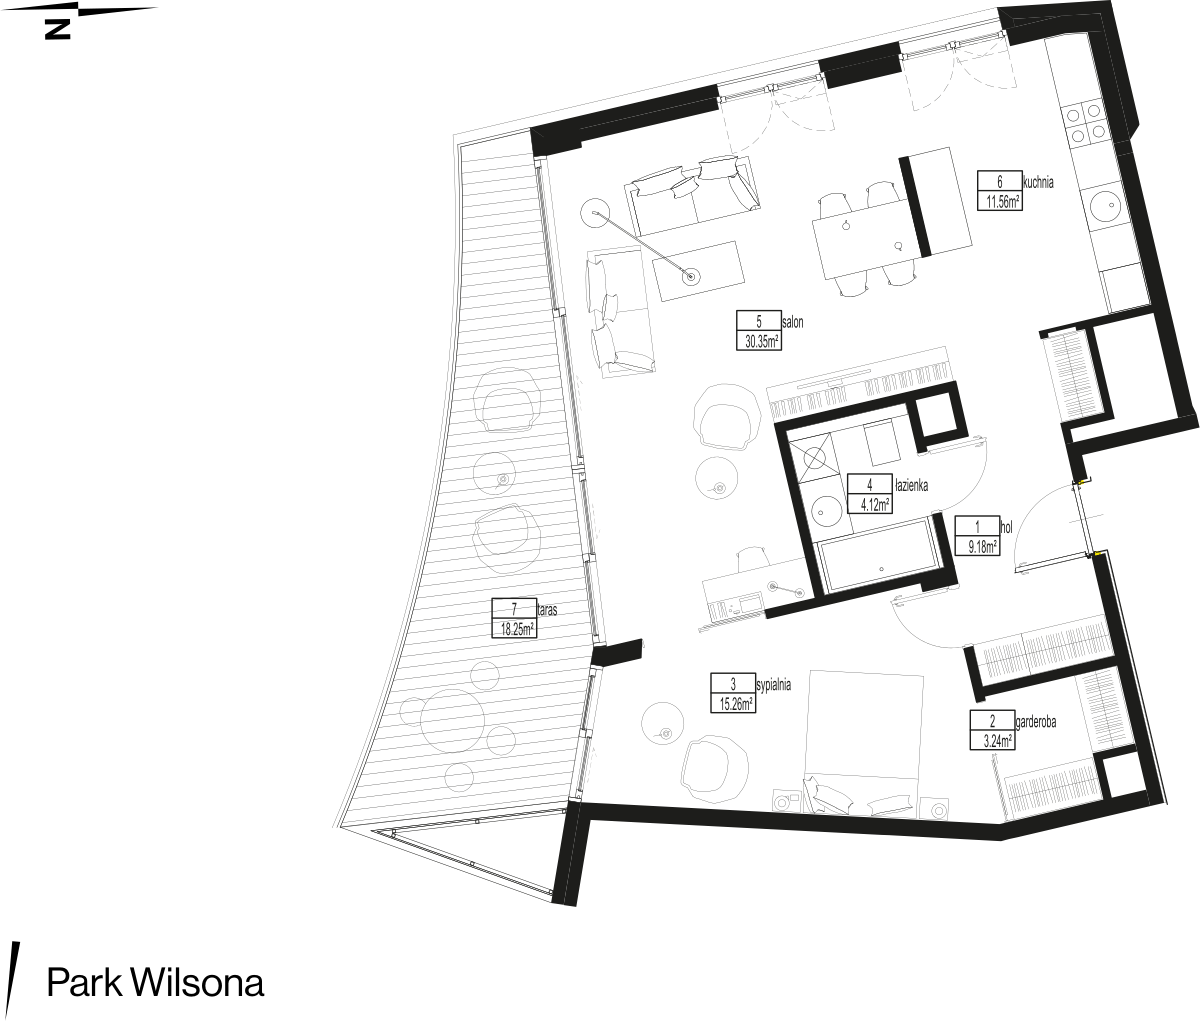 N
6 kuchnia
11.56m²
5 salon
30.35m²
4 łazienka
4.12m²
1 hol
9.18m²
7 taras
18.25m²
3 sypialnia
15.26m²
2 garderoba
3.24m²
Park Wilsona